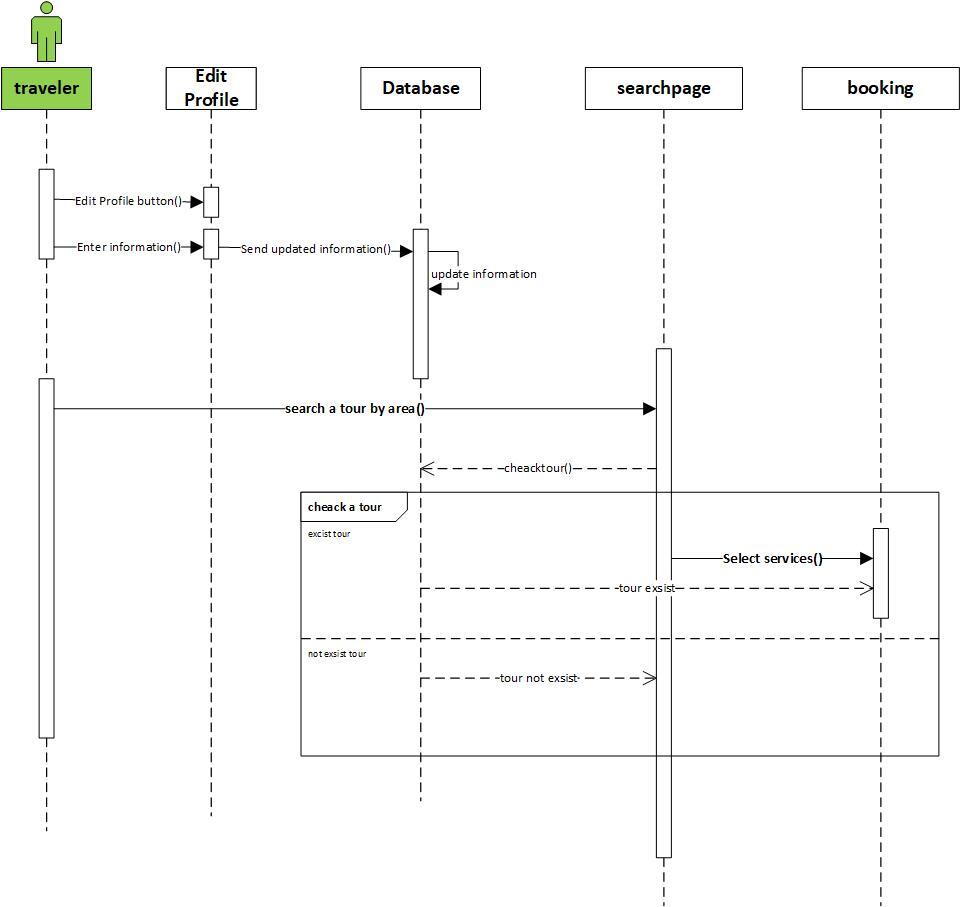 traveler
Edit
Profile
Database
searchpage
booking
Edit Profile button()
Enter information()
Send updated information()
update information
search a tour by area()
cheacktour()
cheack a tour
excist tour
Select services()
tour exsist
not exsist tour
tour not exsist